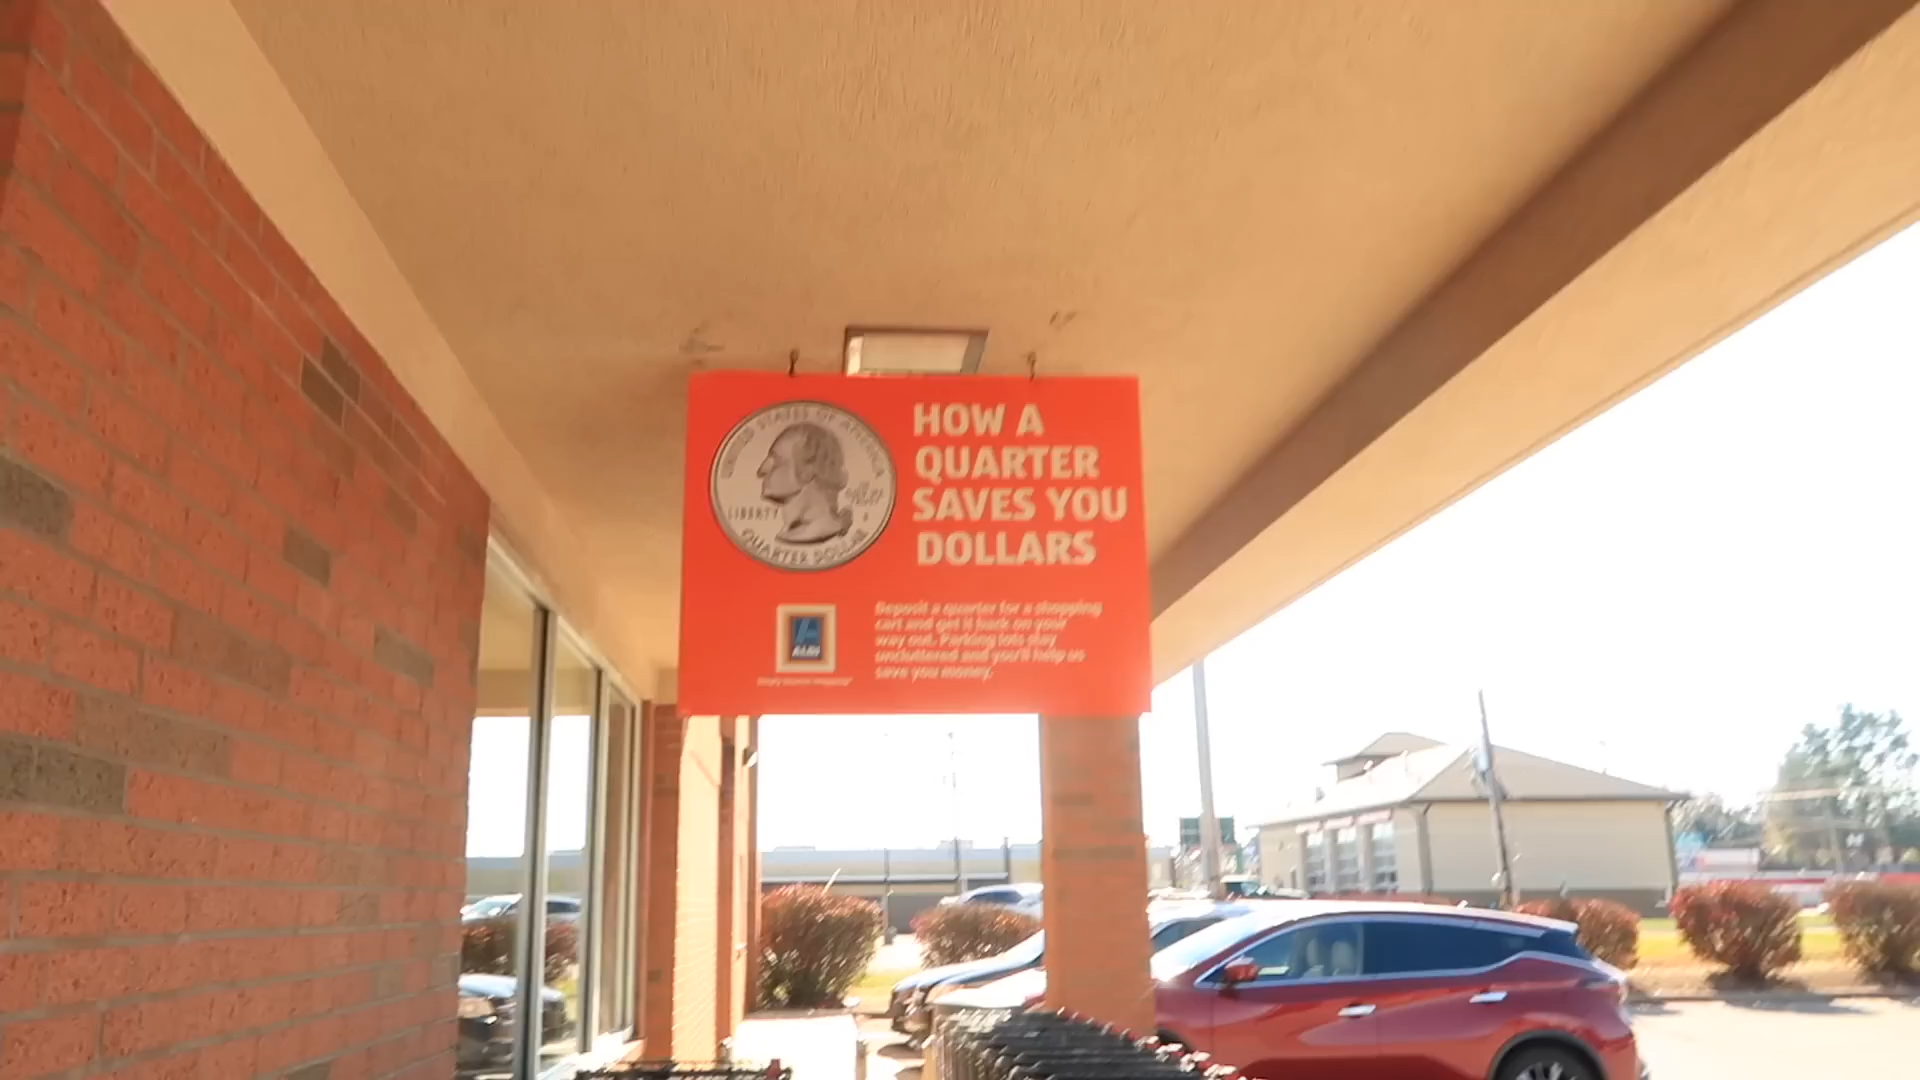 HOW A
QUARTER
SAVES YOU
DOLLARS
UNITED STATES OF AMERICA
LIBERTY
QUARTER DOLLAR
Deposit a quarter for a shopping
cart and get it back on your
way out. Parking lots stay
uncluttered and you'll help us
save you money.
ALDI